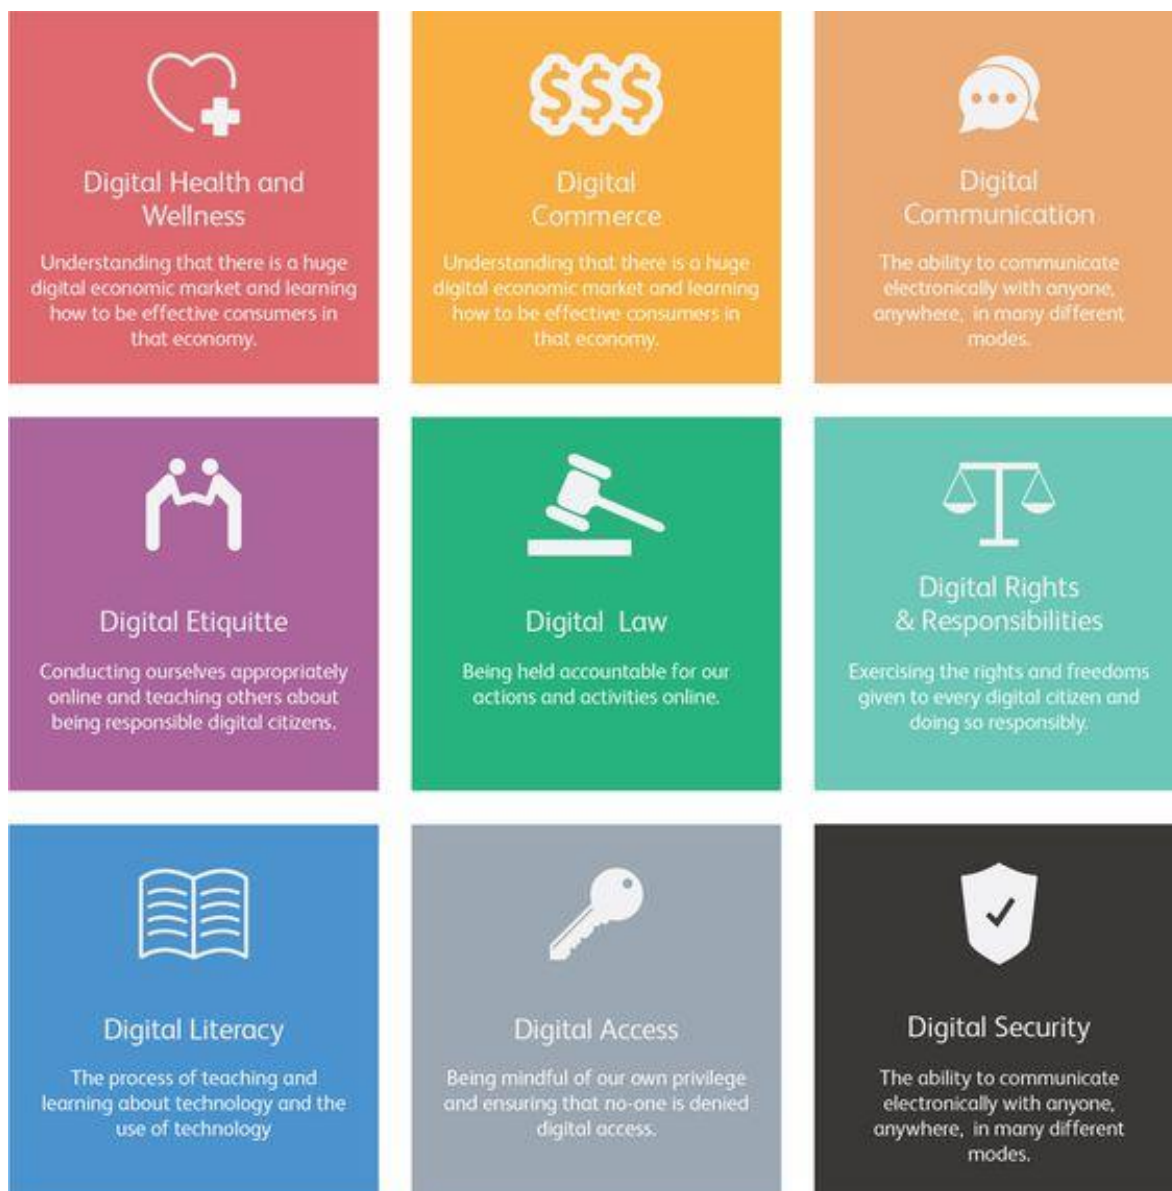 $$$
Digital Health and
Wellness
Understanding that there is a huge
digital economic market and learning
how to be effective consumers in
that economy.
Digital
Commerce
Understanding that there is a huge
digital economic market and learning
how to be effective consumers in
that economy.
Digital
Communication
The ability to communicate
electronically with anyone,
anywhere, in many different
modes.
Digital Etiquitte
Conducting ourselves appropriately
online and teaching others about
being responsible digital citizens.
Digital Law
Being held accountable for our
actions and activities online.
Digital Rights
& Responsibilities
Exercising the rights and freedoms
given to every digital citizen and
doing so responsibly.
Digital Literacy
The process of teaching and
learning about technology and the
use of technology
Digital Access
Being mindful of our own privilege
and ensuring that no-one is denied
digital access.
Digital Security
The ability to communicate
electronically with anyone,
anywhere, in many different
modes.